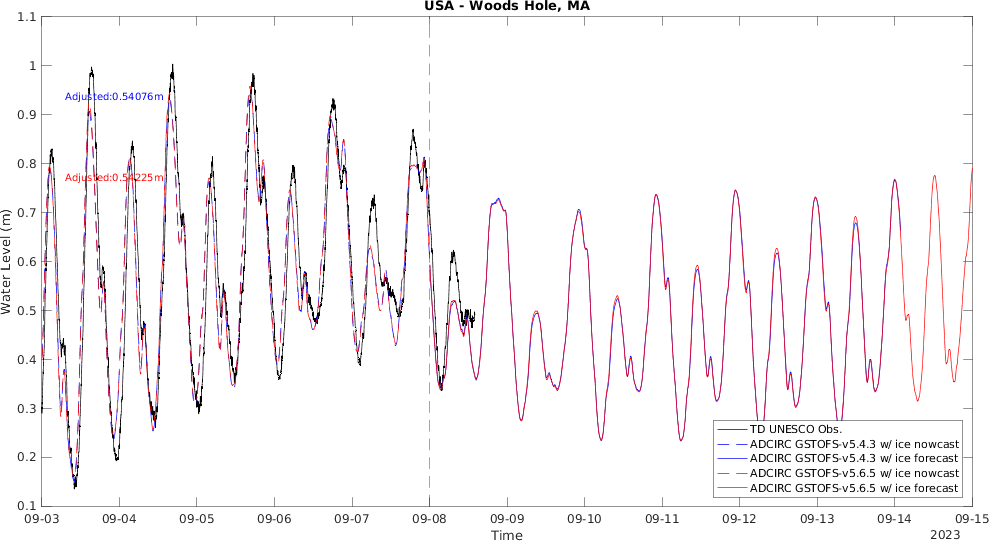 USA - Woods Hole, MA
1.1
1
0.9
0.8
0.7
0.6
0.5
0.4
0.3
0.2
0.1
Water Level (m)
Adjusted:0.54076m
Adjusted:0.54225m
TD UNESCO Obs.
ADCIRC GSTOFS-v5.4.3 w/ ice nowcast
ADCIRC GSTOFS-v5.4.3 w/ ice forecast
ADCIRC GSTOFS-v5.6.5 w/ ice nowcast
ADCIRC GSTOFS-v5.6.5 w/ ice forecast
09-03 09-04 09-05 09-06 09-07 09-08 09-09 09-10 09-11 09-12 09-13 09-14 09-15
Time
2023